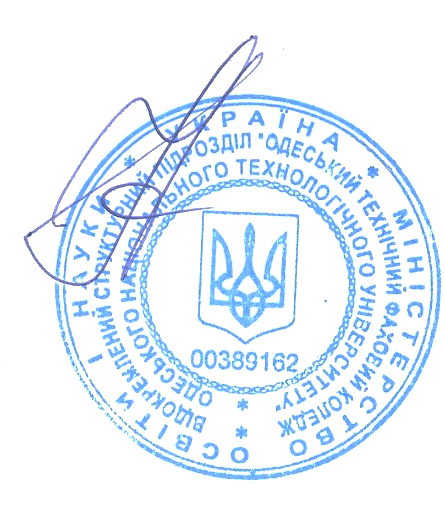 УКРАЇНА * МІНІСТЕРСТВО ОСВІТИ І НАУКИ *
ВІДОКРЕМЛЕНИЙ СТРУКТУРНИЙ ПІДРОЗДІЛ "ОДЕСЬКИЙ ТЕХНІЧНИЙ ФАХОВИЙ КОЛЕДЖ
ОДЕСЬКОГО НАЦІОНАЛЬНОГО ТЕХНОЛОГІЧНОГО УНІВЕРСИТЕТУ"
00389162